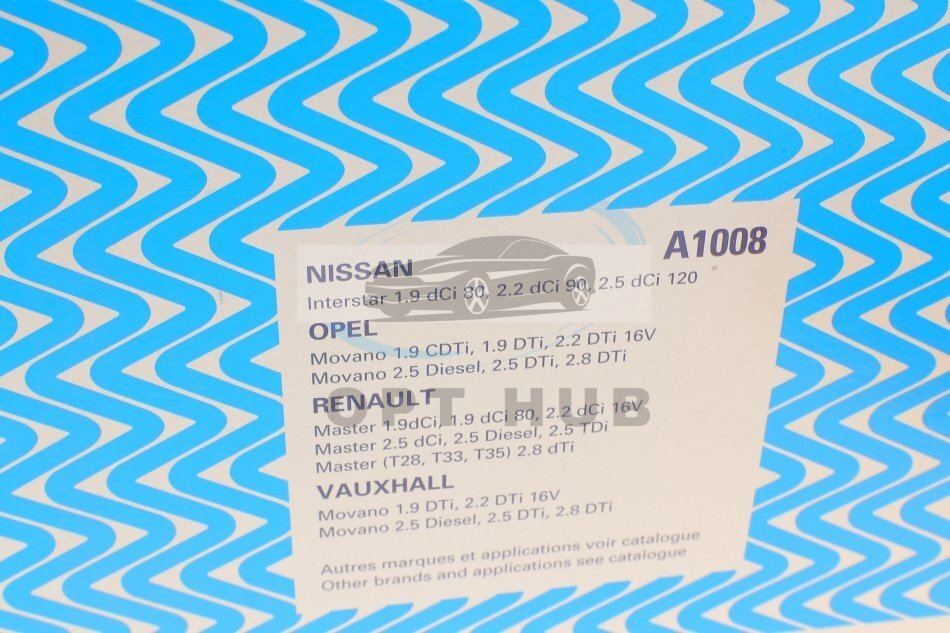 A1008
NISSAN
Interstar 1.9 dCi 80, 2.2 dCi 90, 2.5 dCi 120
OPEL
Movano 1.9 CDTi, 1.9 DTi, 2.2 DTi 16V
Movano 2.5 Diesel, 2.5 DTi, 2.8 DTi
RENAULT
OPT HUB
Master 1.9dCi, 1.9 dCi 80, 2.2 dCi 16V
Master 2.5 dCi, 2.5 Diesel, 2.5 TDi
Master (T28, T33, T35) 2.8 dTi
VAUXHALL
Movano 1.9 DTi, 2.2 DTi 16V
Movano 2.5 Diesel, 2.5 DTi, 2.8 DTi
Autres marques et applications voir catalogue
Other brands and applications see catalogue